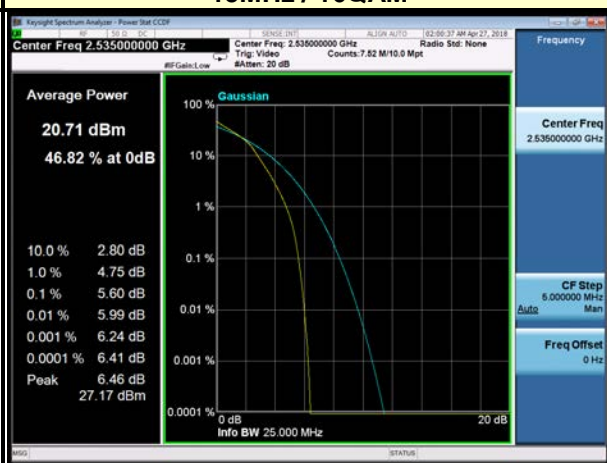 Keysight Spectrum Analyzer - Power Stat CCDF
RF 50 Ω DC SENSE:INT ALIGN AUTO 02:00:37 AM Apr 27, 2018
Center Freq 2.535000000 GHz
Center Freq: 2.535000000 GHz Radio Std: None
Trig: Video Counts:7.52 M/10.0 Mpt
#IFGain:Low #Atten: 20 dB
Frequency
Average Power
20.71 dBm
46.82 % at 0dB
10.0 % 2.80 dB
1.0 % 4.75 dB
0.1 % 5.60 dB
0.01 % 5.99 dB
0.001 % 6.24 dB
0.0001 % 6.41 dB
Peak 6.46 dB
27.17 dBm
Gaussian
100 %
10 %
1 %
0.1 %
0.01 %
0.001 %
0.0001 %
0 dB 20 dB
Info BW 25.000 MHz
Center Freq
2.535000000 GHz
CF Step
5.000000 MHz
Auto Man
Freq Offset
0 Hz
MSG STATUS